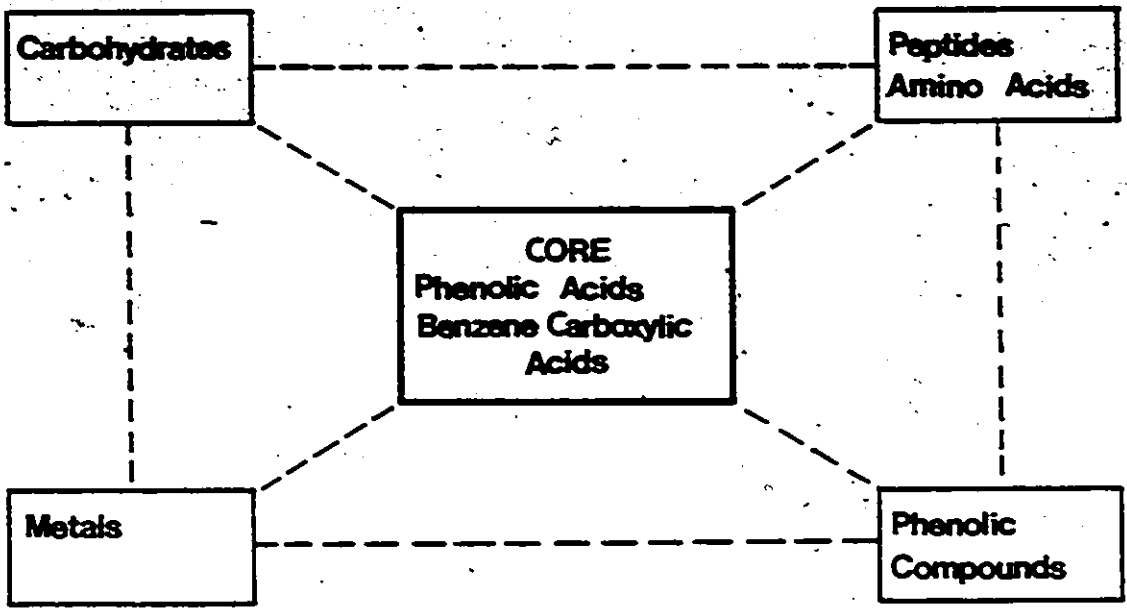 Carbohydrates
Peptides
Amino Acids
CORE
Phenolic Acids
Benzene Carboxylic
Acids
Metals
Phenolic
Compounds